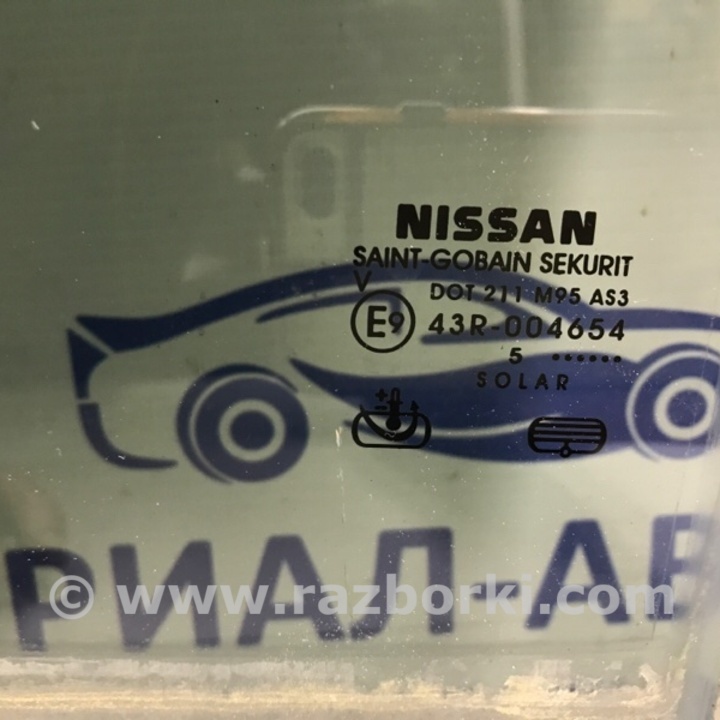 NISSAN
SAINT-GOBAIN SEKURIT
V
DOT 211 M95 AS3
E9 43R-004654
5 ......
SOLAR
+
-
РИАЛ АВ
© www.razborki.com